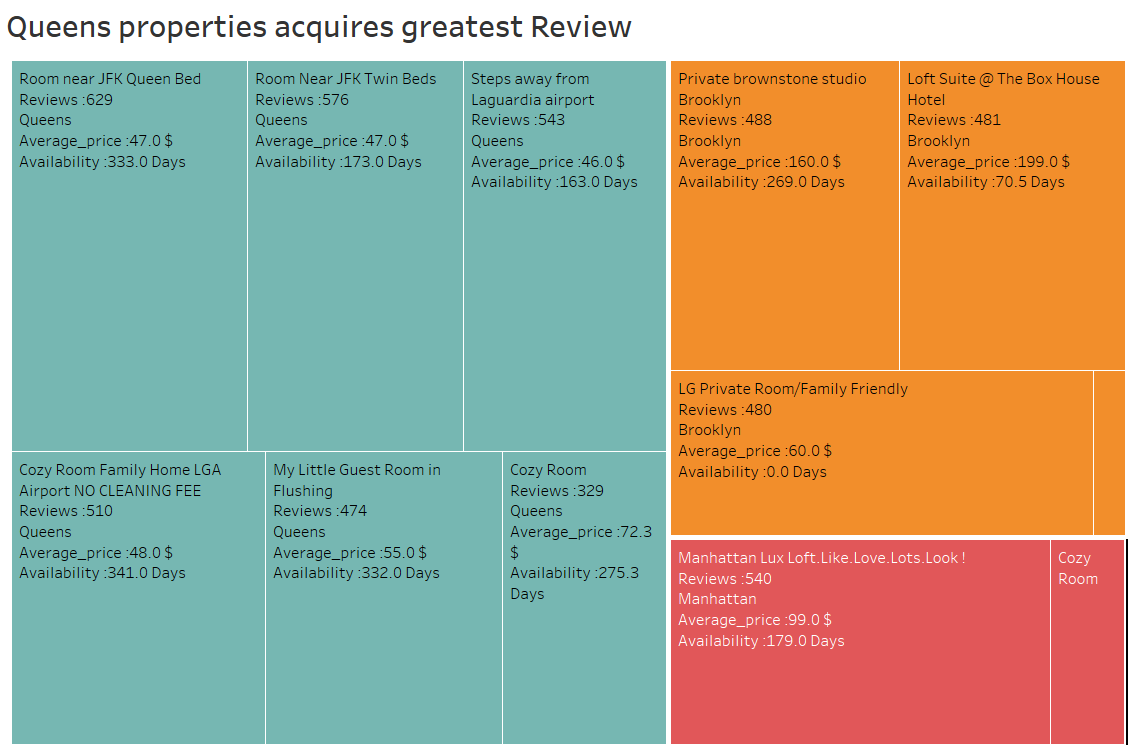 Queens properties acquires greatest Review
Room near JFK Queen Bed
Reviews :629
Queens
Average_price :47.0 $
Availability :333.0 Days
Room Near JFK Twin Beds
Reviews :576
Queens
Average_price :47.0 $
Availability :173.0 Days
Steps away from
Laguardia airport
Reviews :543
Queens
Average_price :46.0 $
Availability :163.0 Days
Cozy Room Family Home LGA
Airport NO CLEANING FEE
Reviews :510
Queens
Average_price :48.0 $
Availability :341.0 Days
My Little Guest Room in
Flushing
Reviews :474
Queens
Average_price :55.0 $
Availability :332.0 Days
Cozy Room
Reviews :329
Queens
Average_price :72.3
$
Availability :275.3
Days
Private brownstone studio
Brooklyn
Reviews :488
Brooklyn
Average_price :160.0 $
Availability :269.0 Days
Loft Suite @ The Box House
Hotel
Reviews :481
Brooklyn
Average_price :199.0 $
Availability :70.5 Days
LG Private Room/Family Friendly
Reviews :480
Brooklyn
Average_price :60.0 $
Availability :0.0 Days
Manhattan Lux Loft.Like.Love.Lots.Look !
Reviews :540
Manhattan
Average_price :99.0 $
Availability :179.0 Days
Cozy
Room